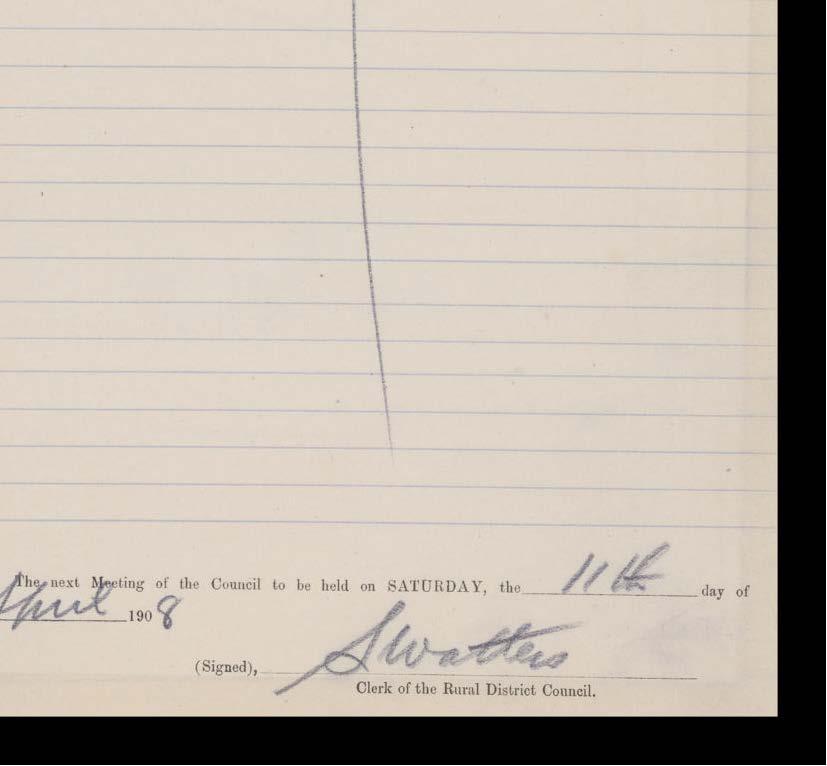 The next Meeting of the Council to be held on SATURDAY, the 11th day of
April 1908
(Signed), S Watters
Clerk of the Rural District Council.